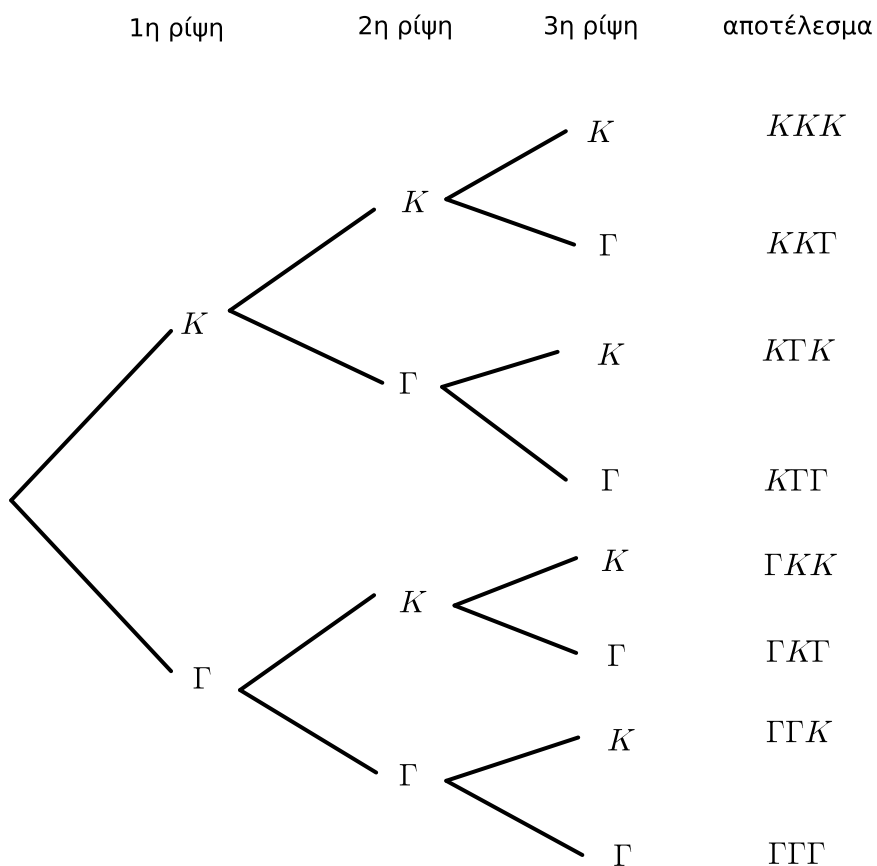 1η ρίψη 2η ρίψη 3η ρίψη αποτέλεσμα
K KKK
K
Γ KKΓ
K
K KΓK
Γ
Γ KΓΓ
K ΓKK
K
Γ ΓKΓ
Γ
K ΓΓK
Γ
Γ ΓΓΓ